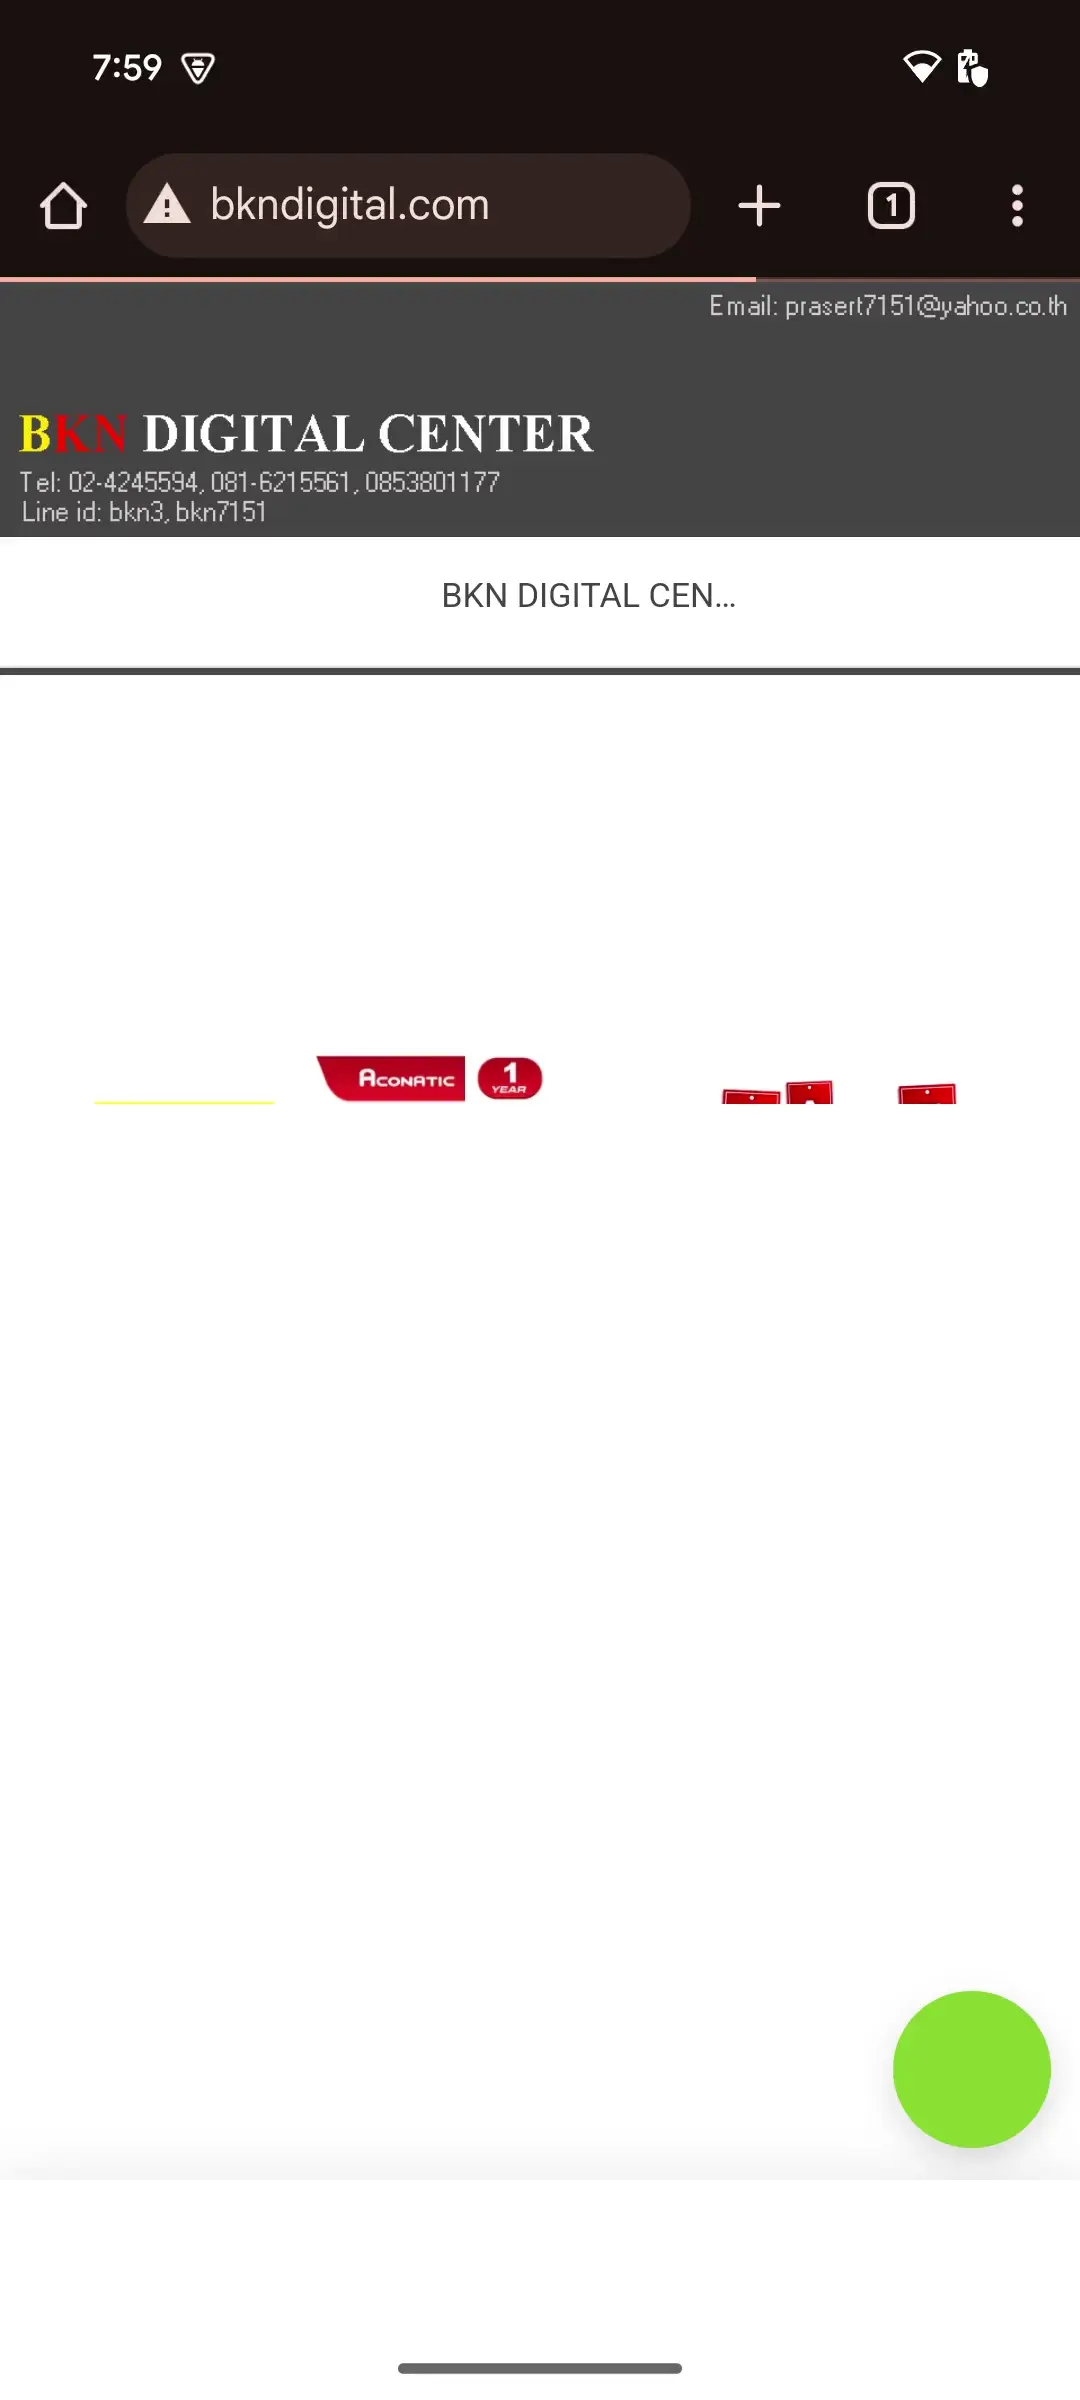 7:59
bkndigital.com
1
Email: prasert7151@yahoo.co.th
BKN DIGITAL CENTER
Tel: 02-4245594, 081-6215561, 0853801177
Line id: bkn3, bkn7151
BKN DIGITAL CEN...
ACONATIC 1 YEAR